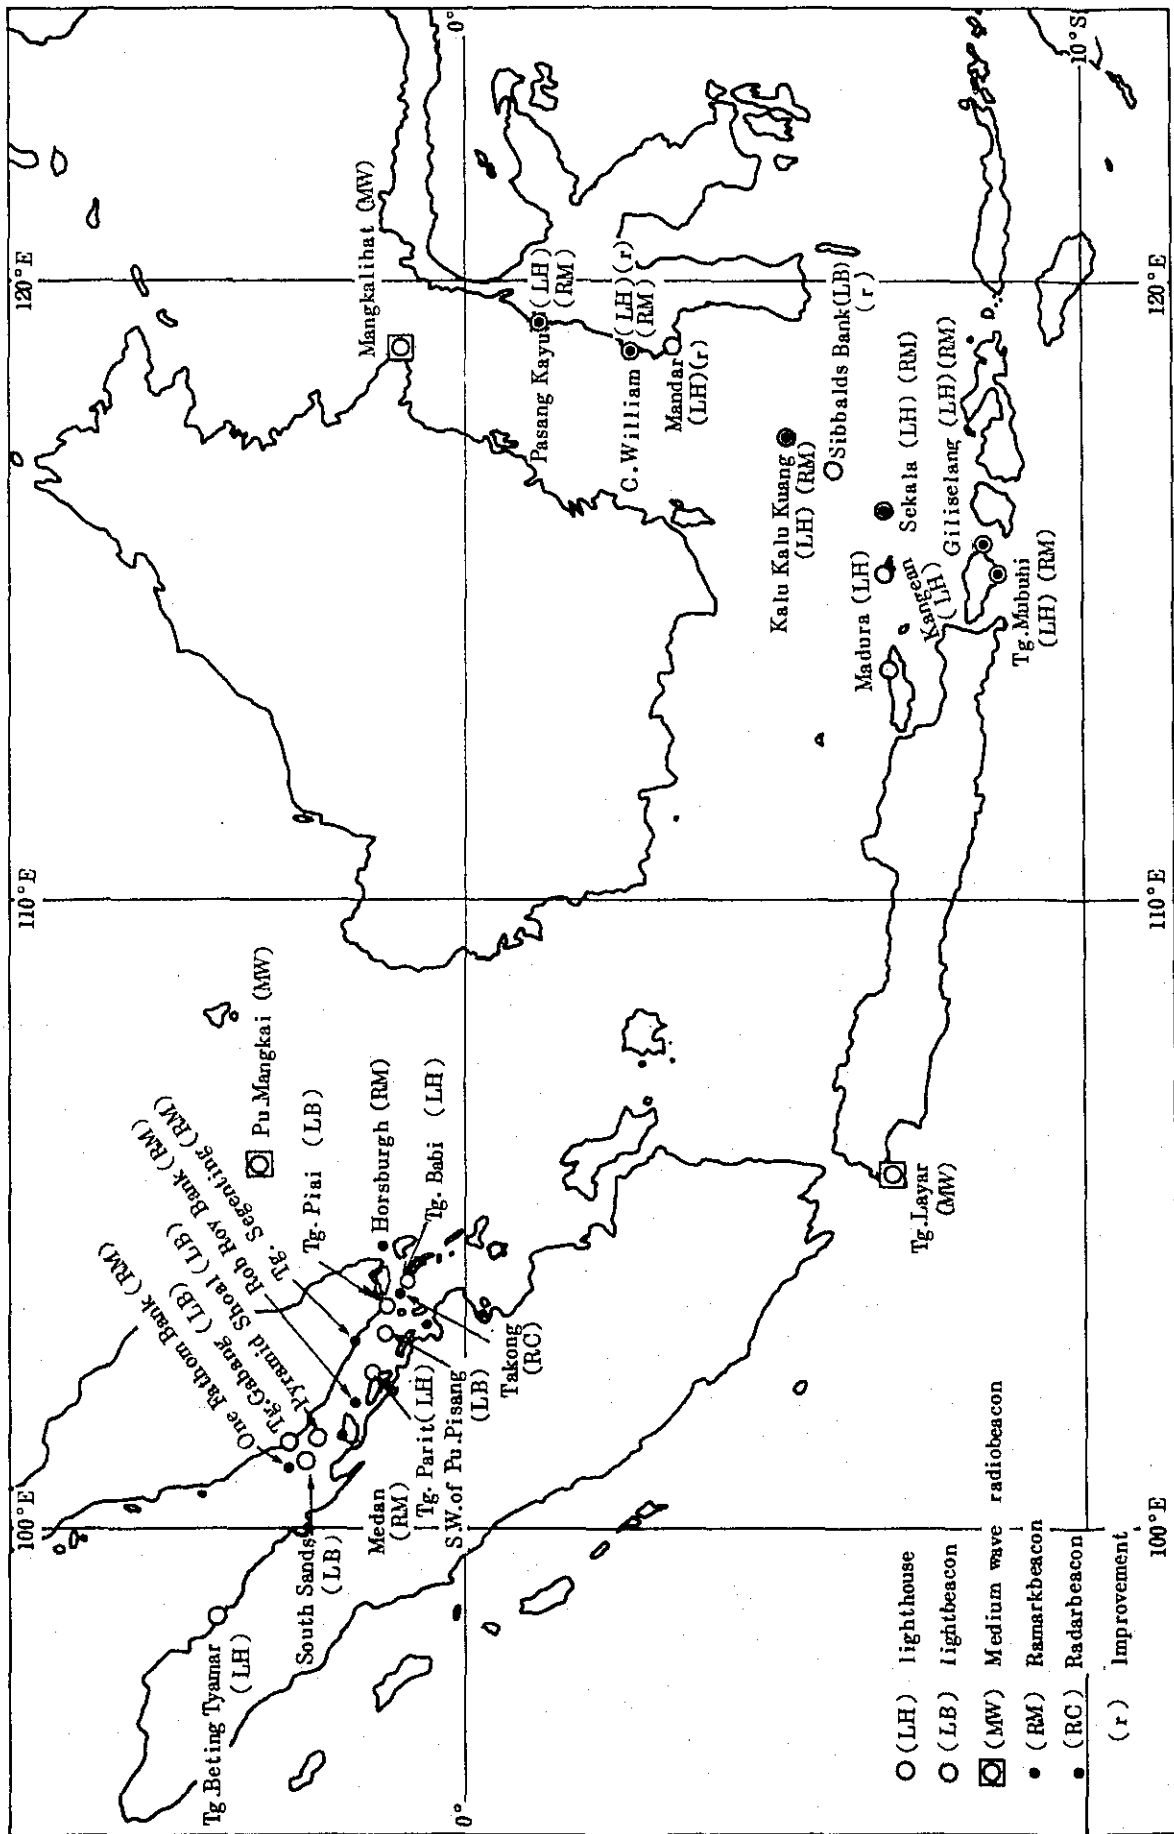 100°E
110°E
120°E
0°
One Fathom Bank (RM)
Tg. Gabang (LB)
Pyramid Shoal (LB)
Rob Roy Bank (RM)
Tg. Segenting (RM)
Pu.Mangkai (MW)
Tg. Piai (LB)
Horsburgh (RM)
Tg. Babi (LH)
Mangkalihat (MW)
Tg.Beting Tyamar
(LH)
South Sands
(LB)
Medan
(RM)
Tg. Parit(LH)
S.W.of Pu.Pisang
(LB)
Takong
(RC)
Pasang Kayu
(LH)
(RM)
C.William
(LH)(r)
(RM)
Mandar
(LH)(r)
Kalu Kalu Kuang
(LH) (RM)
Sibbalds Bank(LB)
(r)
Sekala (LH) (RM)
Madura (LH)
Kangean
(LH)
Giliselang (LH)(RM)
Tg.Mubuhi
(LH) (RM)
Tg.Layar
(MW)
0°
10°S
(LH) lighthouse
(LB) lightbeacon
(MW) Medium wave radiobeacon
(RM) Ramarkbeacon
(RC) Radarbeacon
(r) Improvement
100°E
110°E
120°E